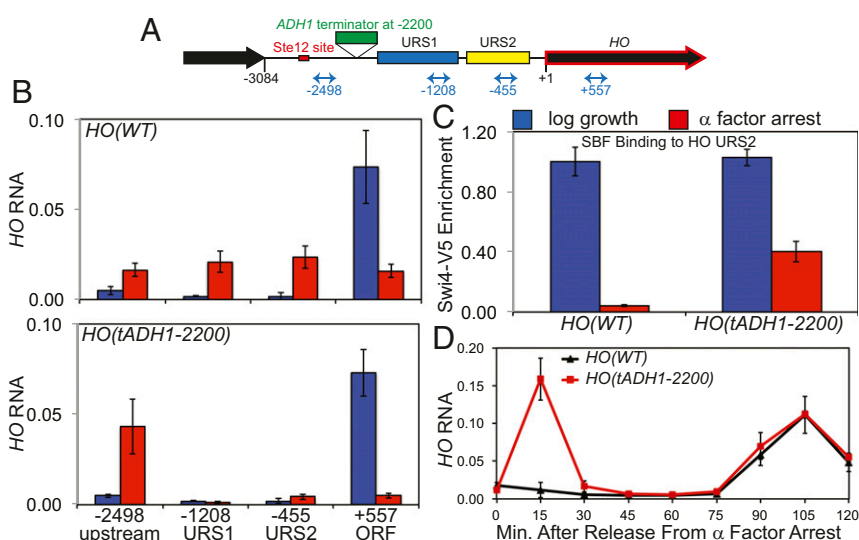 A
ADH1 terminator at -2200
Ste12 site
URS1
URS2
HO
-3084
-2498
-1208
-455
+1
+557
B
HO(WT)
HO RNA
0.10
0.05
0.00
HO(tADH1-2200)
HO RNA
0.10
0.05
0.00
-2498 -1208 -455 +557
upstream URS1 URS2 ORF
C
log growth
α factor arrest
SBF Binding to HO URS2
Swi4-V5 Enrichment
1.20
0.80
0.40
0.00
HO(WT) HO(tADH1-2200)
D
HO(WT)
HO(tADH1-2200)
HO RNA
0.20
0.15
0.10
0.05
0.00
0 15 30 45 60 75 90 105 120
Min. After Release From α Factor Arrest